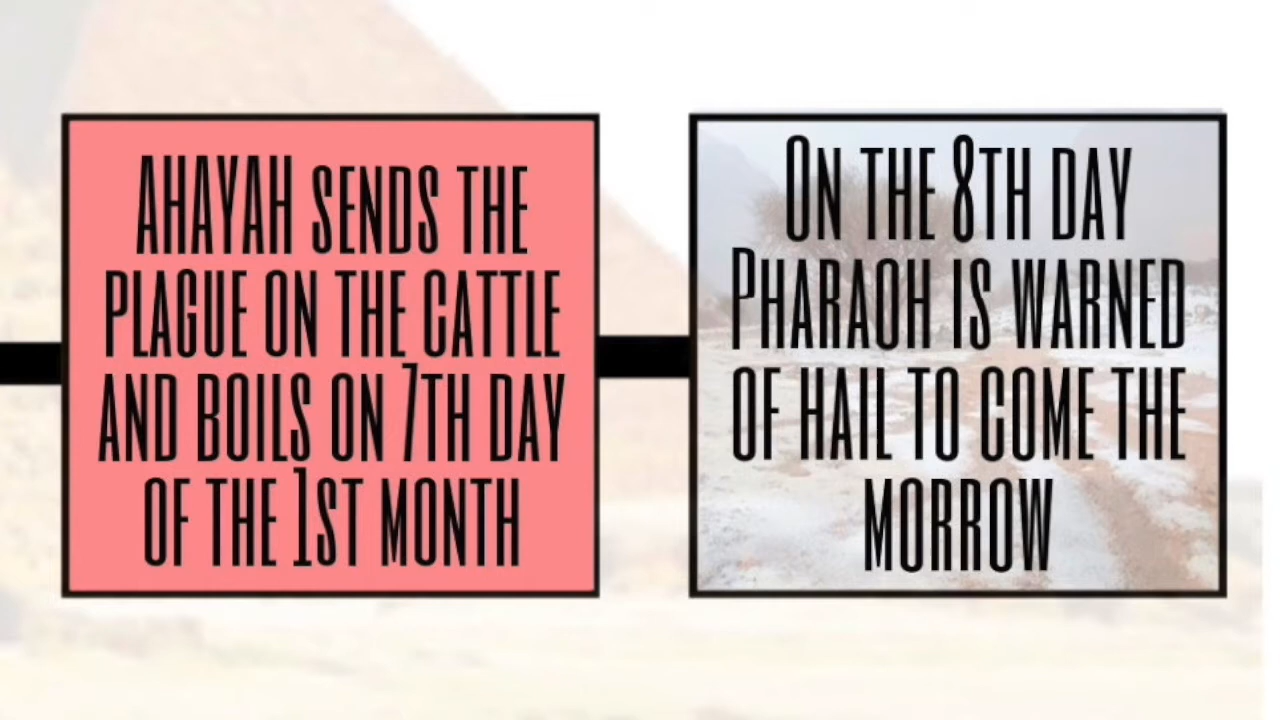 AHAYAH SENDS THE
PLAGUE ON THE CATTLE
AND BOILS ON 7TH DAY
OF THE 1ST MONTH
ON THE 8TH DAY
PHARAOH IS WARNED
OF HAIL TO COME THE
MORROW